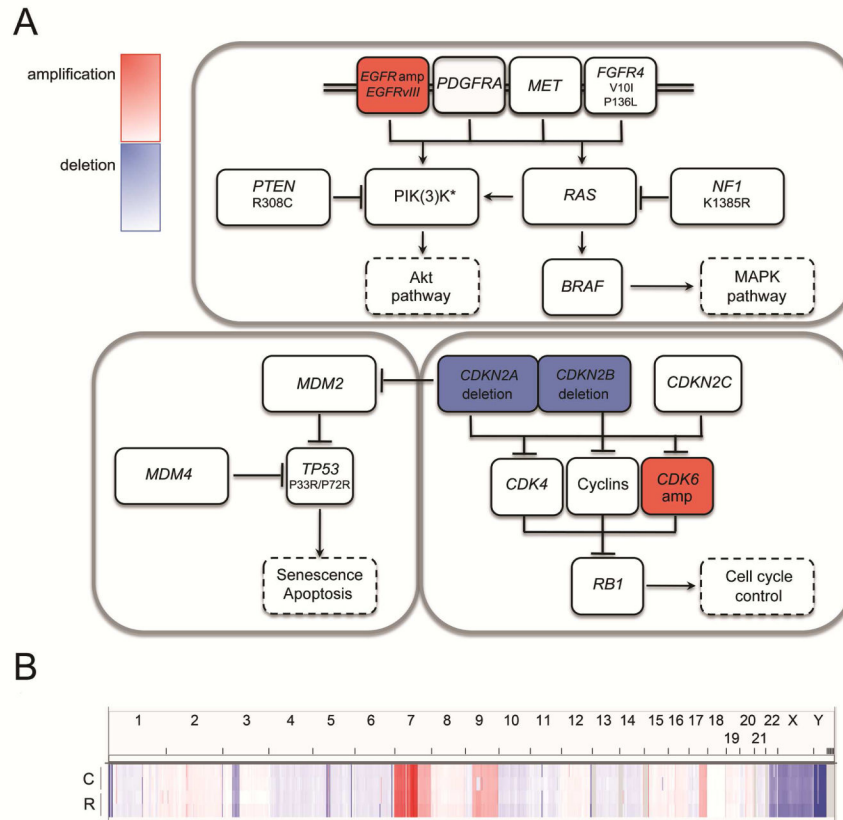 A
amplification
deletion
EGFR amp
EGFRvIII
PDGFRA
MET
FGFR4
V10I
P136L
PTEN
R308C
PIK(3)K*
RAS
NF1
K1385R
Akt
pathway
BRAF
MAPK
pathway
MDM2
CDKN2A
deletion
CDKN2B
deletion
CDKN2C
MDM4
TP53
P33R/P72R
CDK4
Cyclins
CDK6
amp
Senescence
Apoptosis
RB1
Cell cycle
control
B
1 2 3 4 5 6 7 8 9 10 11 12 13 14 15 16 17 18 20 22 X Y
19 21
C
R